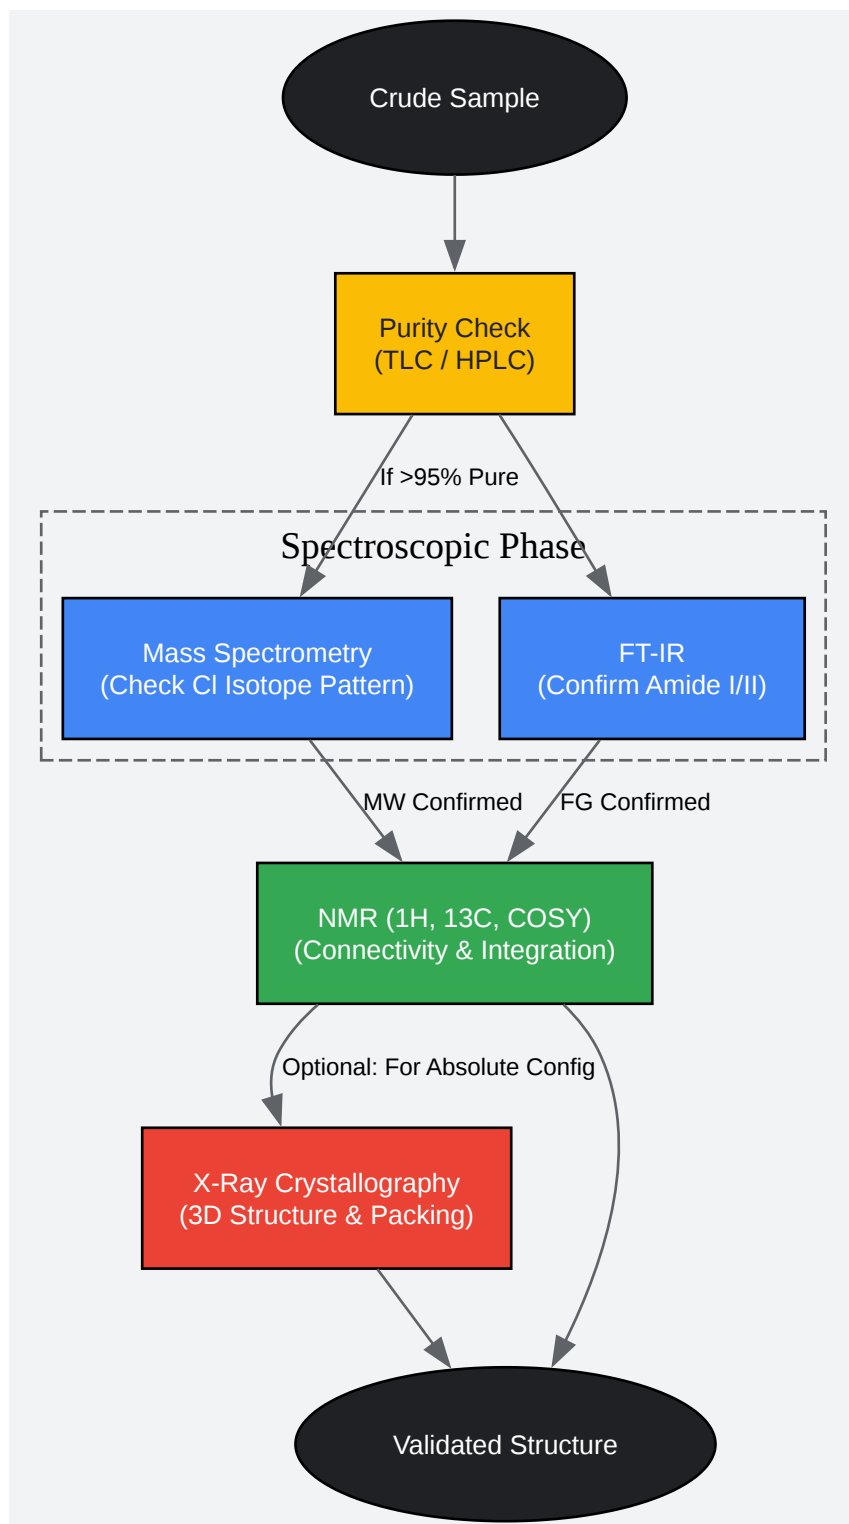 Crude Sample
Purity Check
(TLC / HPLC)
If >95% Pure
Spectroscopic Phase
Mass Spectrometry
(Check Cl Isotope Pattern)
FT-IR
(Confirm Amide I/II)
MW Confirmed
FG Confirmed
NMR (1H, 13C, COSY)
(Connectivity & Integration)
Optional: For Absolute Config
X-Ray Crystallography
(3D Structure & Packing)
Validated Structure